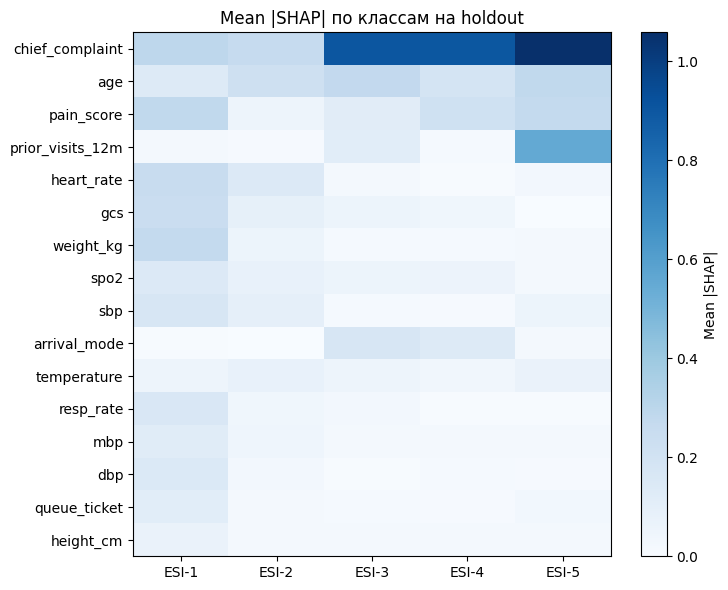 Mean |SHAP| по классам на holdout
chief_complaint
age
pain_score
prior_visits_12m
heart_rate
gcs
weight_kg
spo2
sbp
arrival_mode
temperature
resp_rate
mbp
dbp
queue_ticket
height_cm
ESI-1 ESI-2 ESI-3 ESI-4 ESI-5
1.0
0.8
0.6
0.4
0.2
0.0
Mean |SHAP|